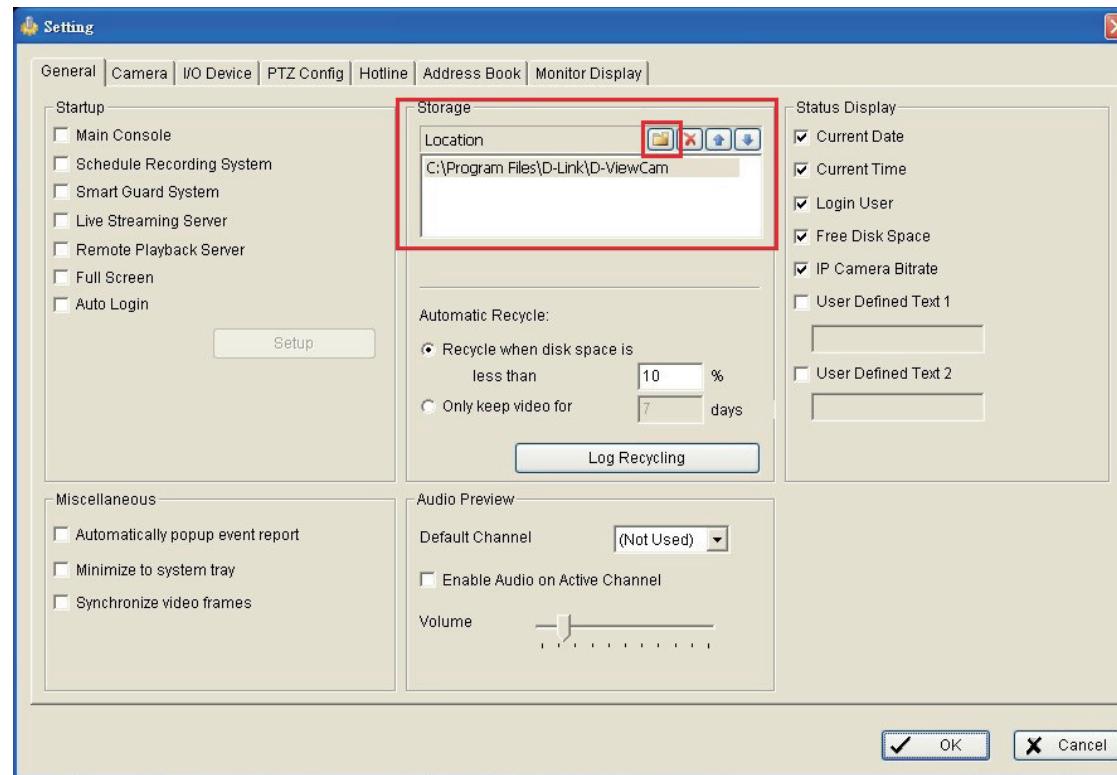 Setting
General Camera I/O Device PTZ Config Hotline Address Book Monitor Display
Startup
Main Console
Schedule Recording System
Smart Guard System
Live Streaming Server
Remote Playback Server
Full Screen
Auto Login
Setup
Storage
Location
C:\Program Files\D-Link\D-ViewCam
Automatic Recycle:
Recycle when disk space is
less than 10 %
Only keep video for 7 days
Log Recycling
Status Display
Current Date
Current Time
Login User
Free Disk Space
IP Camera Bitrate
User Defined Text 1
User Defined Text 2
Miscellaneous
Automatically popup event report
Minimize to system tray
Synchronize video frames
Audio Preview
Default Channel (Not Used)
Enable Audio on Active Channel
Volume
OK Cancel